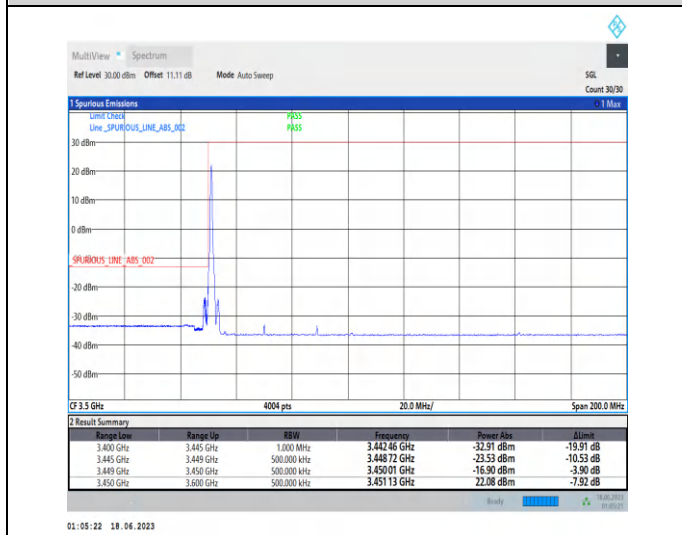 MultiView Spectrum
Ref Level 30.00 dBm Offset 11.11 dB Mode Auto Sweep SGL
Count 30/30
1 Spurious Emissions 1 Max
Limit Check PASS
Line _SPURIOUS_LINE_ABS_002 PASS
30 dBm
20 dBm
10 dBm
0 dBm
_SPURIOUS_LINE_ABS_002
-20 dBm
-30 dBm
-40 dBm
-50 dBm
CF 3.5 GHz 4004 pts 20.0 MHz/ Span 200.0 MHz
2 Result Summary
Range Low Range Up RBW Frequency Power Abs ΔLimit
3.400 GHz 3.445 GHz 1.000 MHz 3.442 46 GHz -32.91 dBm -19.91 dB
3.445 GHz 3.449 GHz 500.000 kHz 3.448 72 GHz -23.53 dBm -10.53 dB
3.449 GHz 3.450 GHz 500.000 kHz 3.450 01 GHz -16.90 dBm -3.90 dB
3.450 GHz 3.600 GHz 500.000 kHz 3.451 13 GHz 22.08 dBm -7.92 dB
Ready 18.06.2023
01:05:21
01:05:22 18.06.2023